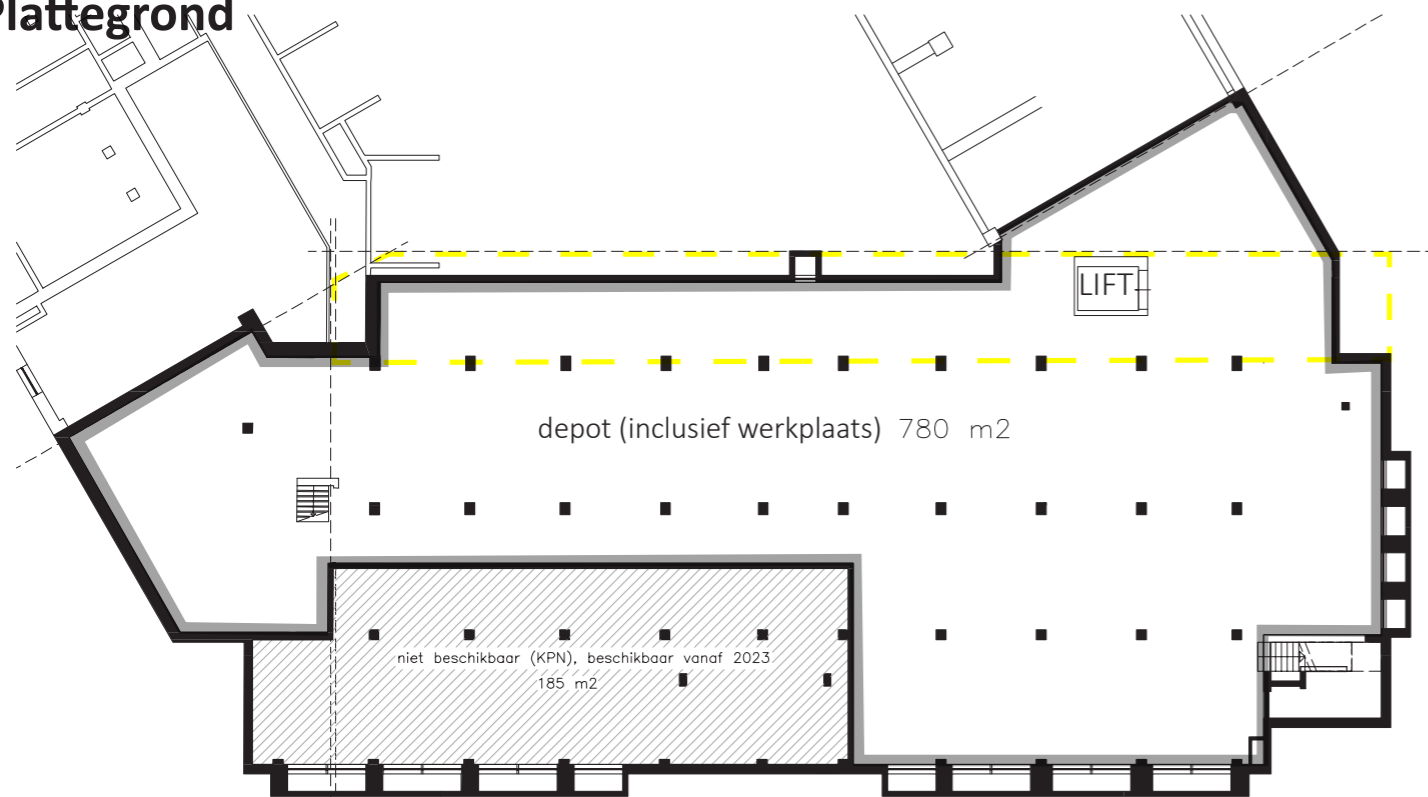 Plattegrond
LIFT
depot (inclusief werkplaats) 780 m2
niet beschikbaar (KPN), beschikbaar vanaf 2023
185 m2